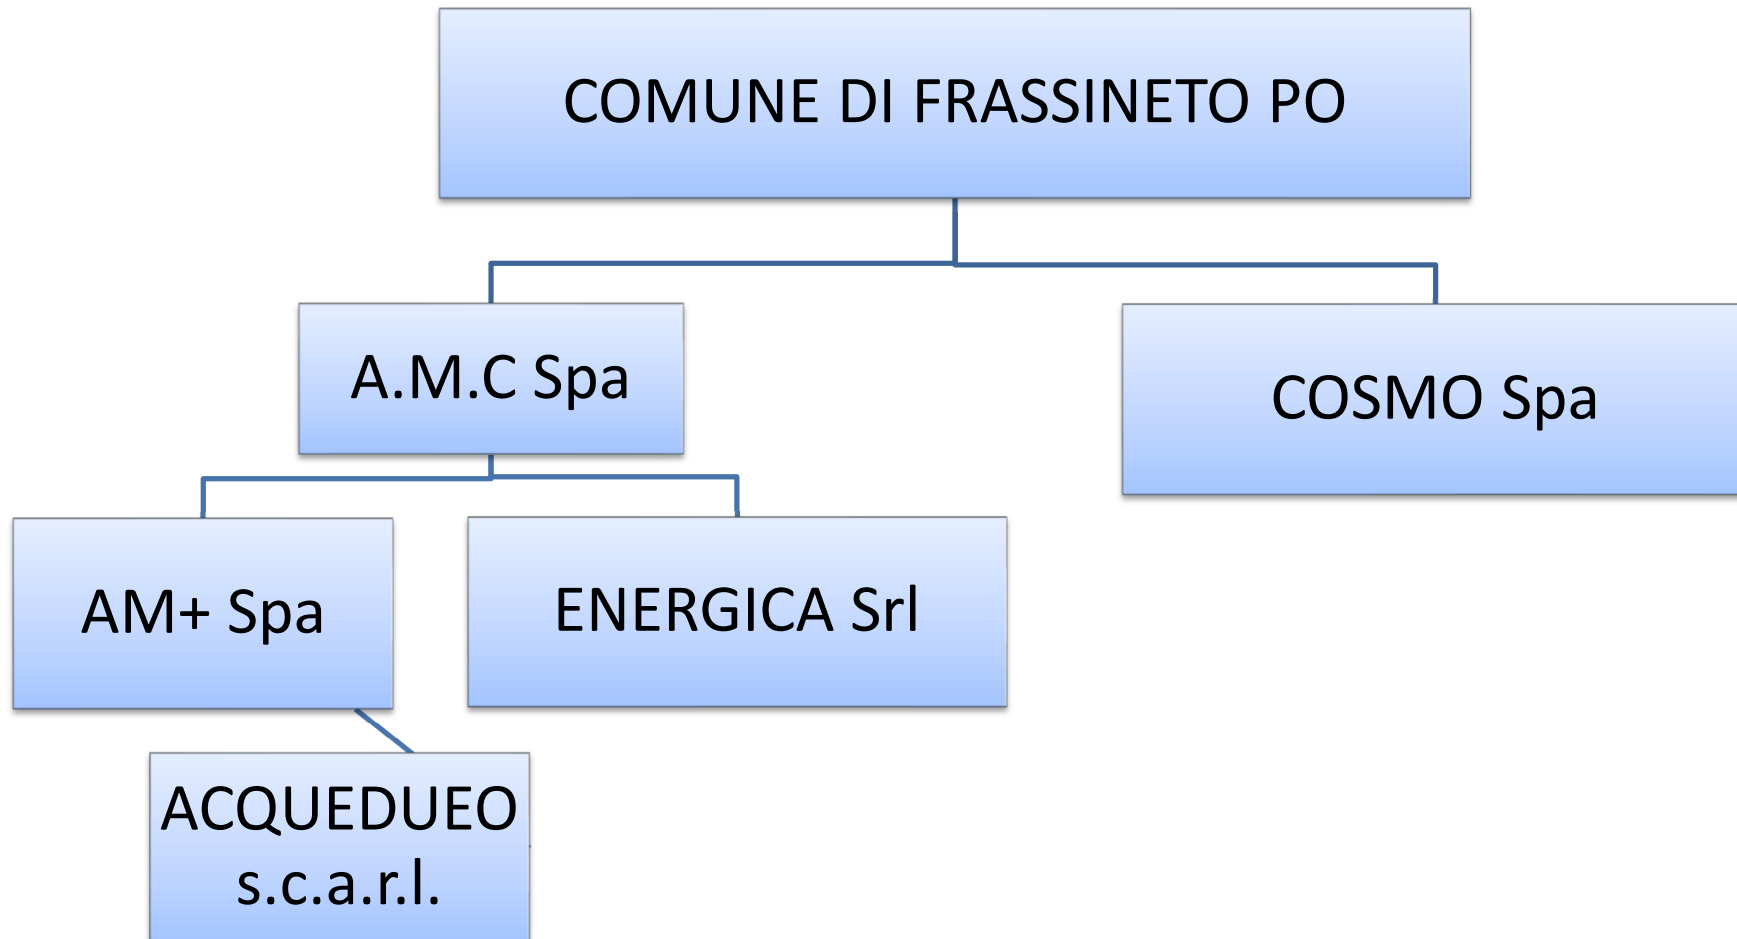 COMUNE DI FRASSINETO PO
A.M.C Spa
COSMO Spa
AM+ Spa
ENERGICA Srl
ACQUEDUEO
s.c.a.r.l.